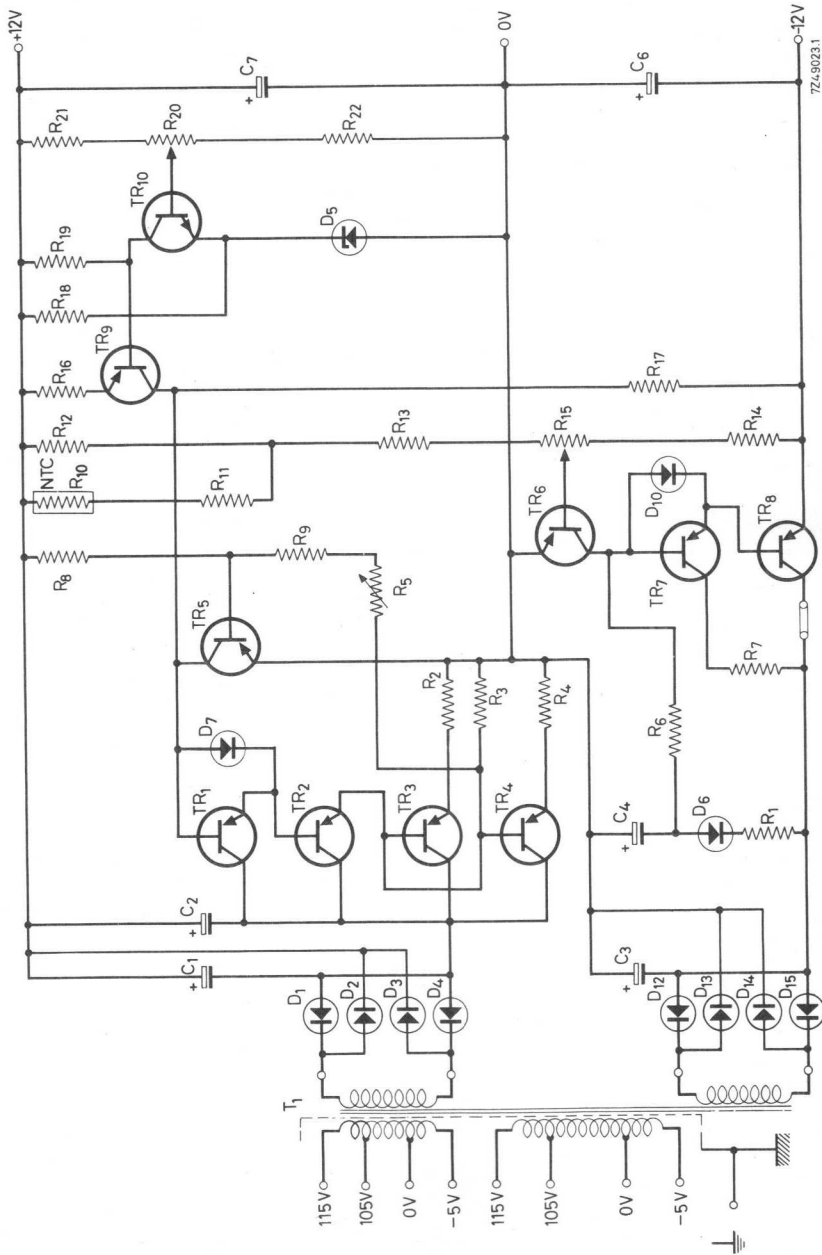 +12V
0V
-12V
7Z49023.1
C7
+
C6
+
R21
R20
R22
TR10
D5
R19
R18
TR9
R16
R17
R12
R13
R15
R14
NTC
R10
R11
TR6
D10
TR7
TR8
R8
R9
R5
TR5
R2
R3
R4
R7
R6
D7
TR1
TR2
TR3
TR4
C4
+
D6
R1
C2
+
C1
+
C3
+
D1
D2
D3
D4
D12
D13
D14
D15
T1
115V
105V
0V
-5V
115V
105V
0V
-5V